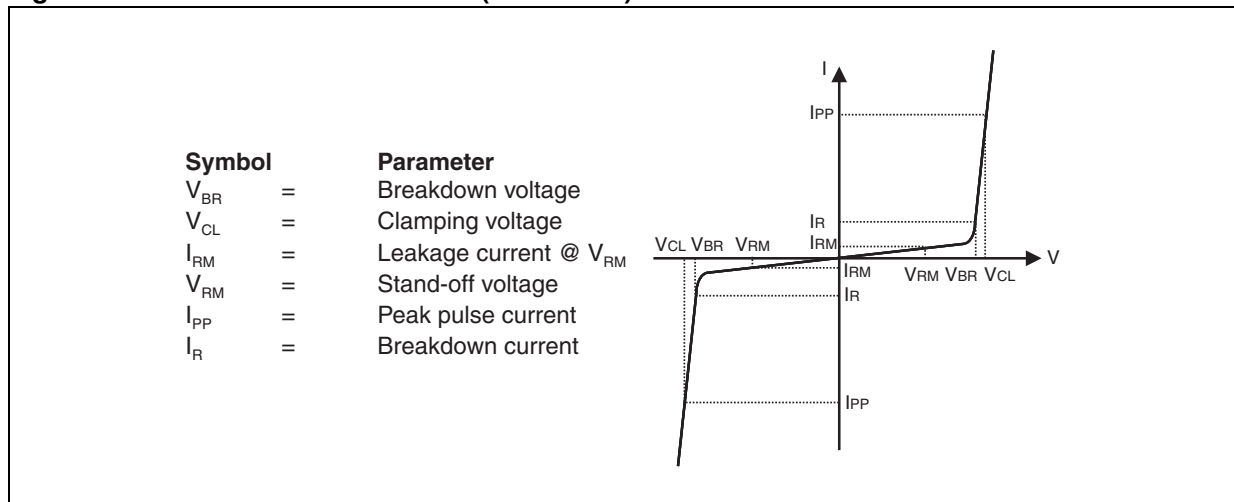 Symbol Parameter
VBR = Breakdown voltage
VCL = Clamping voltage
IRM = Leakage current @ VRM
VRM = Stand-off voltage
IPP = Peak pulse current
IR = Breakdown current
I
IPP
IR
IRM
VCL VBR VRM
V
IRM
VRM VBR VCL
IR
IPP